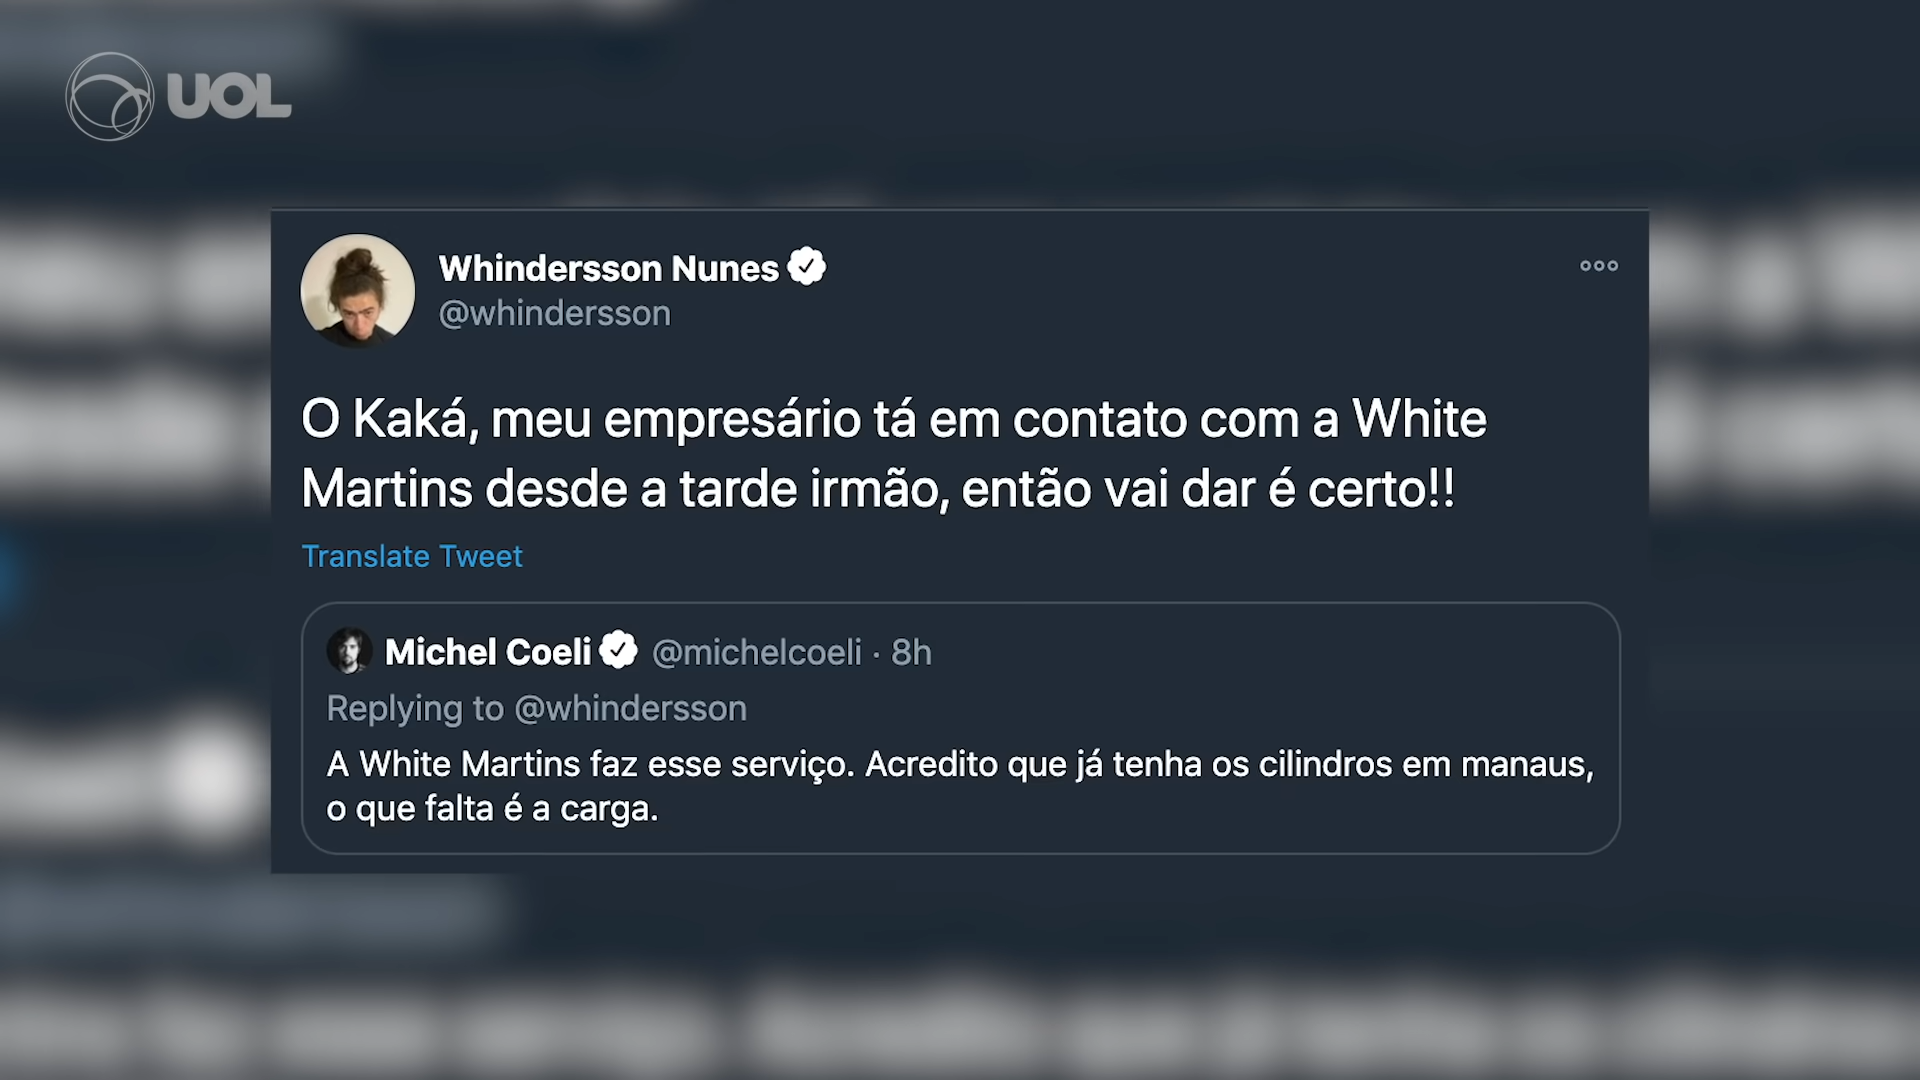 UOL
Whindersson Nunes
@whindersson
O Kaká, meu empresário tá em contato com a White
Martins desde a tarde irmão, então vai dar é certo!!
Translate Tweet
Michel Coeli @michelcoeli · 8h
Replying to @whindersson
A White Martins faz esse serviço. Acredito que já tenha os cilindros em manaus,
o que falta é a carga.